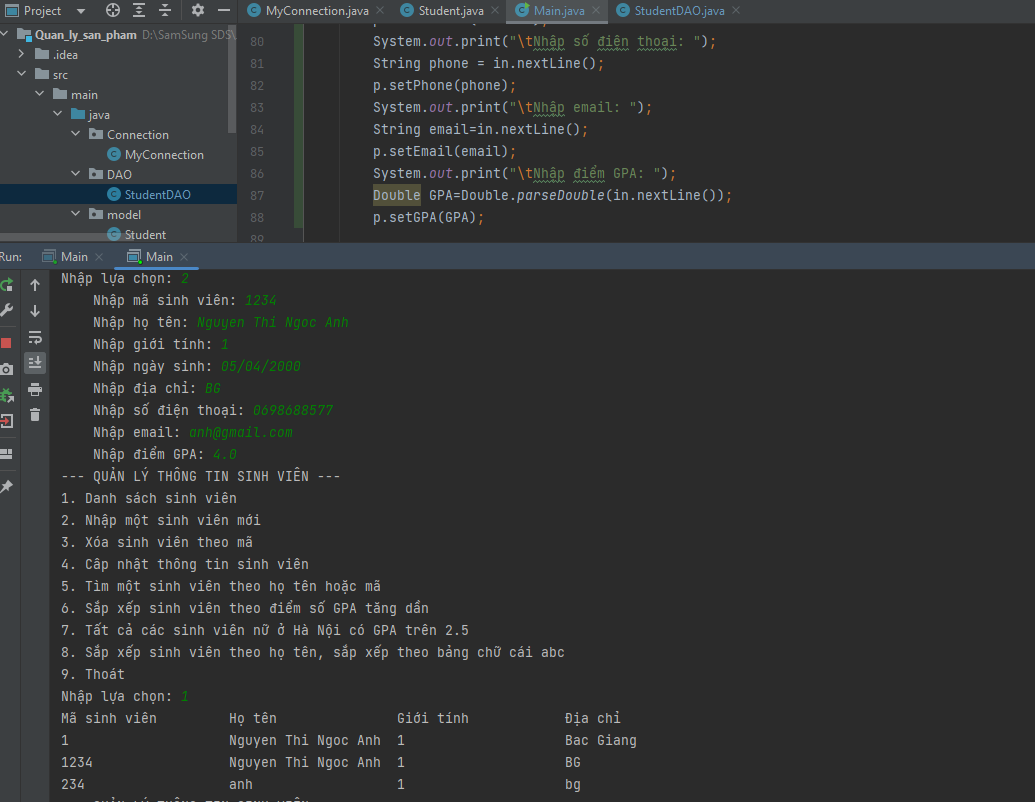 Project
MyConnection.java
Student.java
Main.java
StudentDAO.java
Quan_ly_san_pham D:\SamSung SDS\
.idea
src
main
java
Connection
MyConnection
DAO
StudentDAO
model
Student
80 System.out.print("\tNhập số điện thoại: ");
81 String phone = in.nextLine();
82 p.setPhone(phone);
83 System.out.print("\tNhập email: ");
84 String email=in.nextLine();
85 p.setEmail(email);
86 System.out.print("\tNhập điểm GPA: ");
87 Double GPA=Double.parseDouble(in.nextLine());
88 p.setGPA(GPA);
89
Run: Main Main
Nhập lựa chọn: 2
Nhập mã sinh viên: 1234
Nhập họ tên: Nguyen Thi Ngoc Anh
Nhập giới tính: 1
Nhập ngày sinh: 05/04/2000
Nhập địa chỉ: BG
Nhập số điện thoại: 0698688577
Nhập email: anh@gmail.com
Nhập điểm GPA: 4.0
--- QUẢN LÝ THÔNG TIN SINH VIÊN ---
1. Danh sách sinh viên
2. Nhập một sinh viên mới
3. Xóa sinh viên theo mã
4. Câp nhật thông tin sinh viên
5. Tìm một sinh viên theo họ tên hoặc mã
6. Sắp xếp sinh viên theo điểm số GPA tăng dần
7. Tất cả các sinh viên nữ ở Hà Nội có GPA trên 2.5
8. Sắp xếp sinh viên theo họ tên, sắp xếp theo bảng chữ cái abc
9. Thoát
Nhập lựa chọn: 1
Mã sinh viên Họ tên Giới tính Địa chỉ
1 Nguyen Thi Ngoc Anh 1 Bac Giang
1234 Nguyen Thi Ngoc Anh 1 BG
234 anh 1 bg